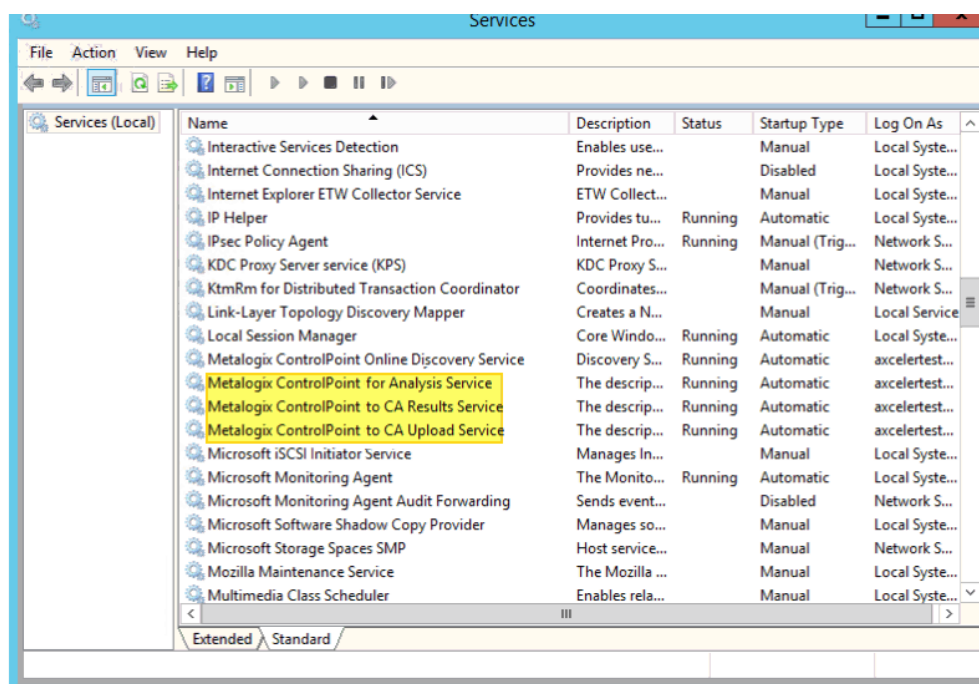 Services
File Action View Help
Services (Local)
Name Description Status Startup Type Log On As
Interactive Services Detection Enables use... Manual Local Syste...
Internet Connection Sharing (ICS) Provides ne... Disabled Local Syste...
Internet Explorer ETW Collector Service ETW Collect... Manual Local Syste...
IP Helper Provides tu... Running Automatic Local Syste...
IPsec Policy Agent Internet Pro... Running Manual (Trig... Network S...
KDC Proxy Server service (KPS) KDC Proxy S... Manual Network S...
KtmRm for Distributed Transaction Coordinator Coordinates... Manual (Trig... Network S...
Link-Layer Topology Discovery Mapper Creates a N... Manual Local Service
Local Session Manager Core Windo... Running Automatic Local Syste...
Metalogix ControlPoint Online Discovery Service Discovery S... Running Automatic axcelertest...
Metalogix ControlPoint for Analysis Service The descrip... Running Automatic axcelertest...
Metalogix ControlPoint to CA Results Service The descrip... Running Automatic axcelertest...
Metalogix ControlPoint to CA Upload Service The descrip... Running Automatic axcelertest...
Microsoft iSCSI Initiator Service Manages In... Manual Local Syste...
Microsoft Monitoring Agent The Monito... Running Automatic Local Syste...
Microsoft Monitoring Agent Audit Forwarding Sends event... Disabled Network S...
Microsoft Software Shadow Copy Provider Manages so... Manual Local Syste...
Microsoft Storage Spaces SMP Host service... Manual Network S...
Mozilla Maintenance Service The Mozilla ... Manual Local Syste...
Multimedia Class Scheduler Enables rela... Manual Local Syste...
Extended Standard